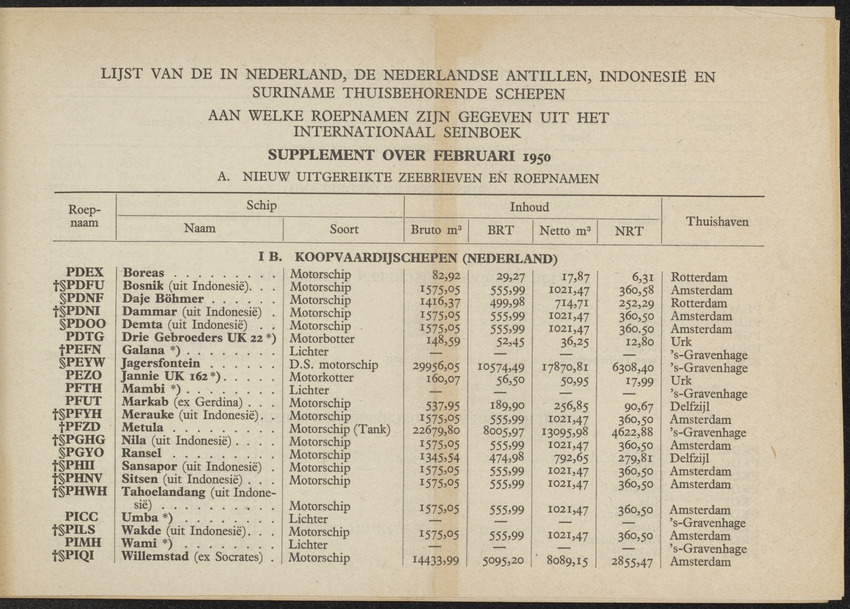 LIJST VAN DE IN NEDERLAND, DE NEDERLANDSE ANTILLEN, INDONESIË EN
SURINAME THUISBEHORENDE SCHEPEN
AAN WELKE ROEPNAMEN ZIJN GEGEVEN UIT HET
INTERNATIONAAL SEINBOEK
SUPPLEMENT OVER FEBRUARI 1950
A. NIEUW UITGEREIKTE ZEEBRIEVEN EN ROEPNAMEN
Roep-naam Schip Inhoud Thuishaven
Naam Soort Bruto m³ BRT Netto m³ NRT
I B. KOOPVAARDIJSCHEPEN (NEDERLAND)
PDEX Boreas . . . . . . . . . Motorschip 82,92 29,27 17,87 6,31 Rotterdam
†§PDFU Bosnik (uit Indonesië). . . Motorschip 1575,05 555,99 1021,47 360,58 Amsterdam
§PDNF Daje Böhmer . . . . . . Motorschip 1416,37 499,98 714,71 252,29 Rotterdam
†§PDNI Dammar (uit Indonesië) . Motorschip 1575,05 555,99 1021,47 360,50 Amsterdam
§PDOO Demta (uit Indonesië) . . Motorschip 1575,05 555,99 1021,47 360,50 Amsterdam
PDTG Drie Gebroeders UK 22 *) Motorbotter 148,59 52,45 36,25 12,80 Urk
†PEFN Galana *) . . . . . . . . Lichter — — — — 's-Gravenhage
§PEYW Jagersfontein . . . . . . D.S. motorschip 29956,05 10574,49 17870,81 6308,40 's-Gravenhage
PEZO Jannie UK 162 *) . . . . . Motorkotter 160,07 56,50 50,95 17,99 Urk
PFTH Mambi *) . . . . . . . . Lichter — — — — 's-Gravenhage
PFUT Markab (ex Gerdina) . . . Motorschip 537,95 189,90 256,85 90,67 Delfzijl
†§PFYH Merauke (uit Indonesië). . Motorschip 1575,05 555,99 1021,47 360,50 Amsterdam
†PFZD Metula . . . . . . . . . Motorschip (Tank) 22679,80 8005,97 13095,98 4622,88 's-Gravenhage
†§PGHG Nila (uit Indonesië) . . . . Motorschip 1575,05 555,99 1021,47 360,50 Amsterdam
§PGYO Ransel . . . . . . . . . Motorschip 1345,54 474,98 792,65 279,81 Delfzijl
†§PHII Sansapor (uit Indonesië) . Motorschip 1575,05 555,99 1021,47 360,50 Amsterdam
†§PHNV Sitsen (uit Indonesië) . . . Motorschip 1575,05 555,99 1021,47 360,50 Amsterdam
†§PHWH Tahoelandang (uit Indone-
sië) . . . . . . . . . Motorschip 1575,05 555,99 1021,47 360,50 Amsterdam
PICC Umba *) . . . . . . . . Lichter — — — — 's-Gravenhage
†§PILS Wakde (uit Indonesië). . . Motorschip 1575,05 555,99 1021,47 360,50 Amsterdam
PIMH Wami *) . . . . . . . . Lichter — — — — 's-Gravenhage
†§PIQI Willemstad (ex Socrates) . Motorschip 14433,99 5095,20 8089,15 2855,47 Amsterdam